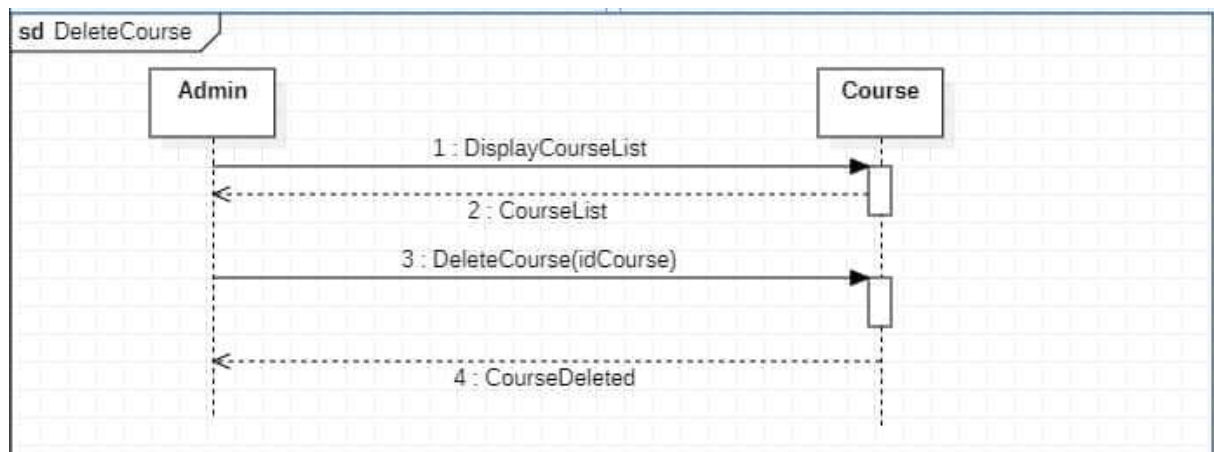 sd DeleteCourse
Admin
Course
1 : DisplayCourseList
2 : CourseList
3 : DeleteCourse(idCourse)
4 : CourseDeleted